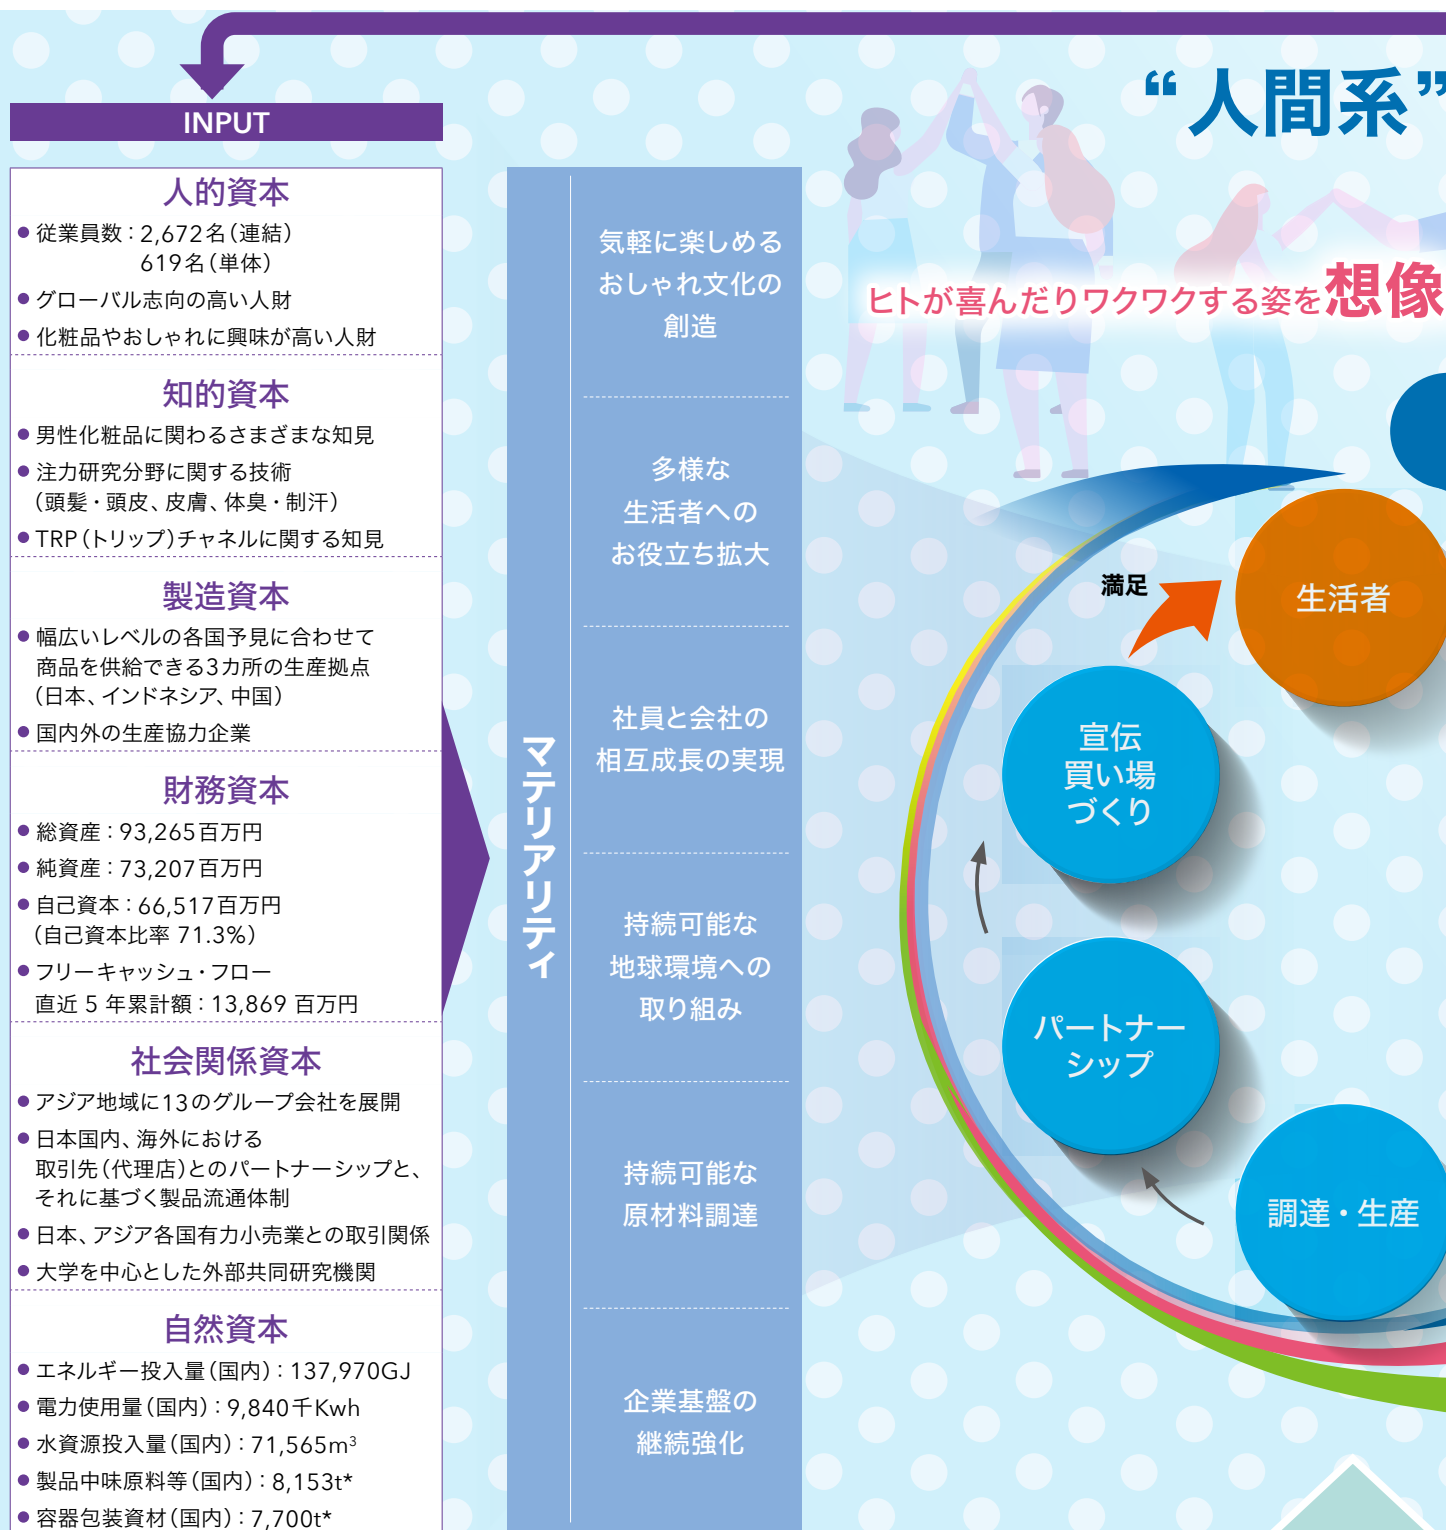 INPUT
人的資本
● 従業員数：2,672名（連結）
619名（単体）
● グローバル志向の高い人財
● 化粧品やおしゃれに興味が高い人財
知的資本
● 男性化粧品に関わるさまざまな知見
● 注力研究分野に関する技術
（頭髪・頭皮、皮膚、体臭・制汗）
● TRP（トリップ）チャネルに関する知見
製造資本
● 幅広いレベルの各国予見に合わせて
商品を供給できる3カ所の生産拠点
（日本、インドネシア、中国）
● 国内外の生産協力企業
財務資本
● 総資産：93,265百万円
● 純資産：73,207百万円
● 自己資本：66,517百万円
（自己資本比率 71.3%）
● フリーキャッシュ・フロー
直近 5 年累計額：13,869 百万円
社会関係資本
● アジア地域に13のグループ会社を展開
● 日本国内、海外における
取引先（代理店）とのパートナーシップと、
それに基づく製品流通体制
● 日本、アジア各国有力小売業との取引関係
● 大学を中心とした外部共同研究機関
自然資本
● エネルギー投入量（国内）：137,970GJ
● 電力使用量（国内）：9,840千Kwh
● 水資源投入量（国内）：71,565m³
● 製品中味原料等（国内）：8,153t*
● 容器包装資材（国内）：7,700t*
マテリアリティ
気軽に楽しめる
おしゃれ文化の
創造
多様な
生活者への
お役立ち拡大
社員と会社の
相互成長の実現
持続可能な
地球環境への
取り組み
持続可能な
原材料調達
企業基盤の
継続強化
“人間系”
ヒトが喜んだりワクワクする姿を想像
満足
生活者
宣伝
買い場
づくり
パートナー
シップ
調達・生産